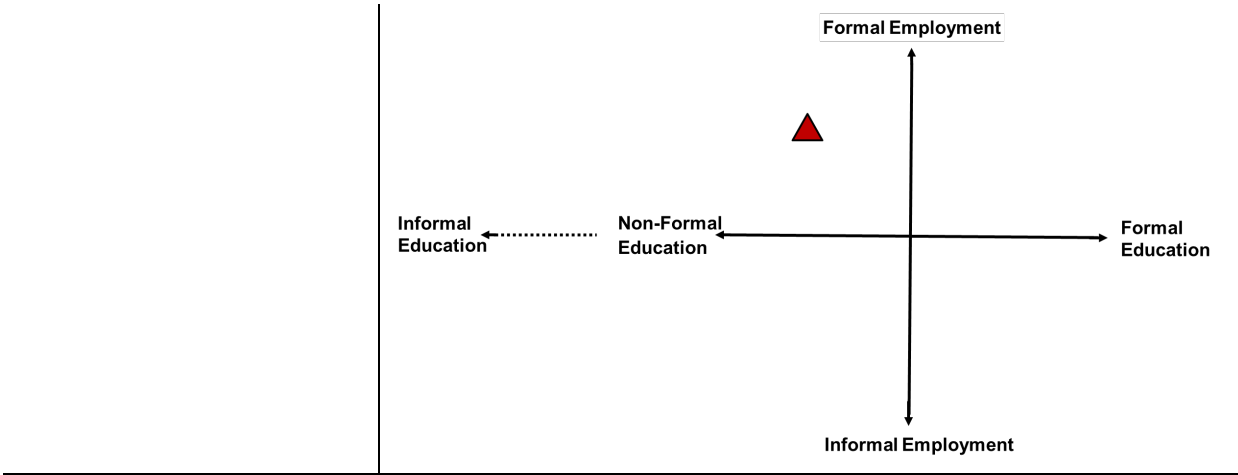 Formal Employment
Informal
Education
Non-Formal
Education
Formal
Education
Informal Employment